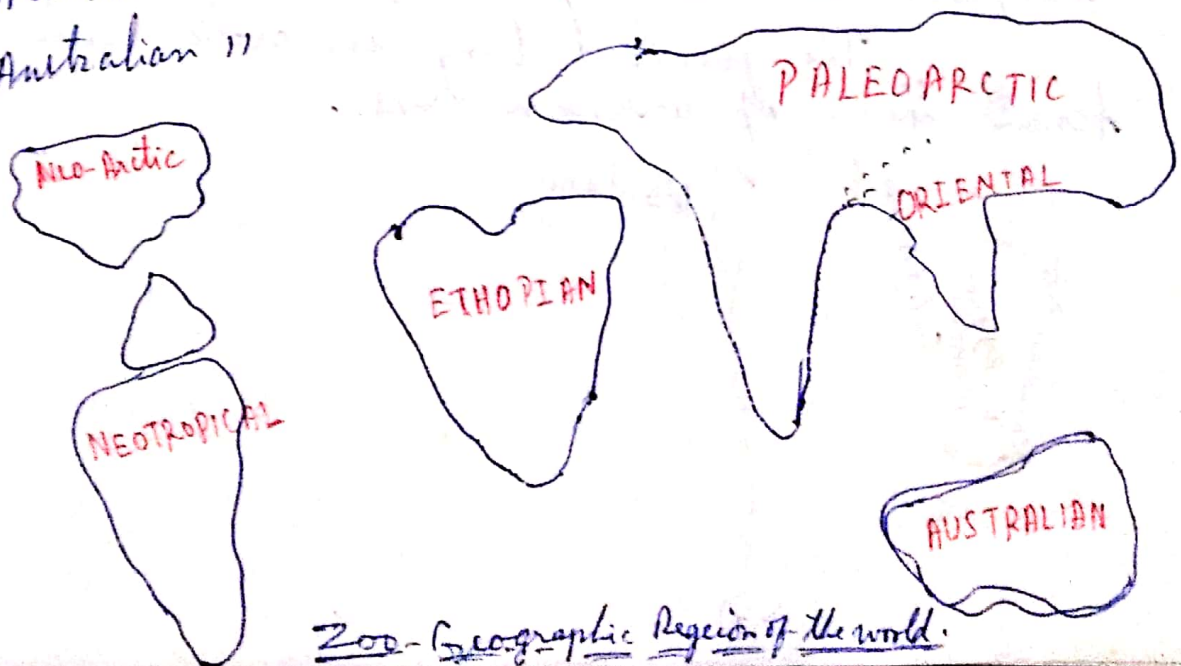 Australian "
PALEOARCTIC
Neo-Arctic
ORIENTAL
ETHOPIAN
NEOTROPICAL
AUSTRALIAN
Zoo-Geographic Regeion of the world.